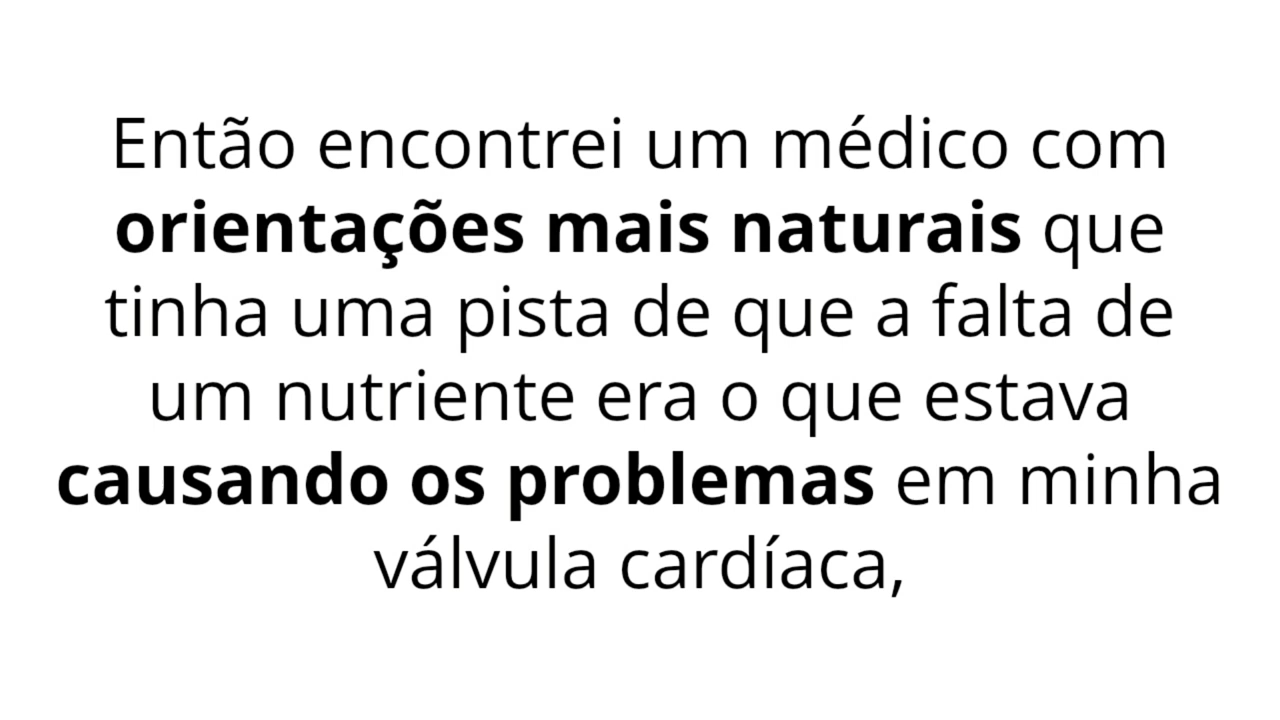 Então encontrei um médico com
orientações mais naturais que
tinha uma pista de que a falta de
um nutriente era o que estava
causando os problemas em minha
válvula cardíaca,